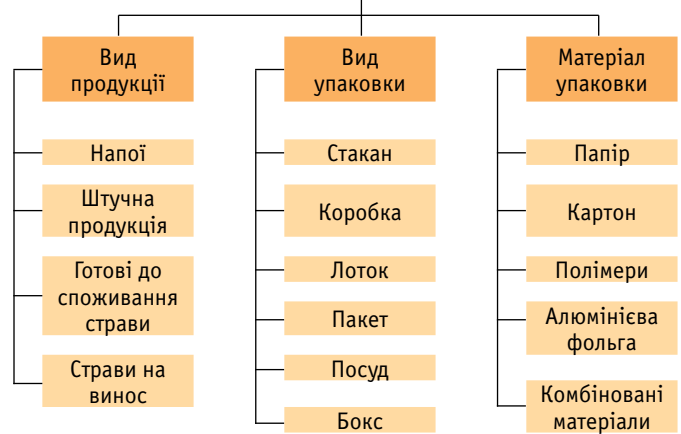 Вид
продукції
Напої
Штучна
продукція
Готові до
споживання
страви
Страви на
винос
Вид
упаковки
Стакан
Коробка
Лоток
Пакет
Посуд
Бокс
Матеріал
упаковки
Папір
Картон
Полімери
Алюмінієва
фольга
Комбіновані
матеріали